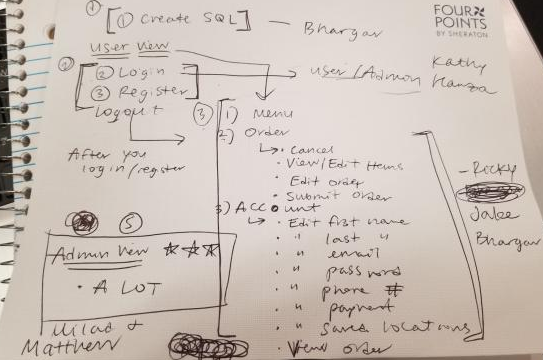 ① [① Create SQL] — Bhargav
FOUR POINTS
BY SHERATON
User View
② Login → user/Admin Kathy
③ Register Hamza
Logout
After you
login/register
③ 1) Menu
2) Order
↳ • Cancel
• View/Edit Items
• Edit order
• Submit order
3) Account
↳ • Edit first name
• " last "
• " email
• " password
• " phone #
• " payment
• " saved locations
• View order
- Rocky
Jake
Bhargav
⑤
Admin View ☆☆☆
• A LOT
Milad &
Matthew